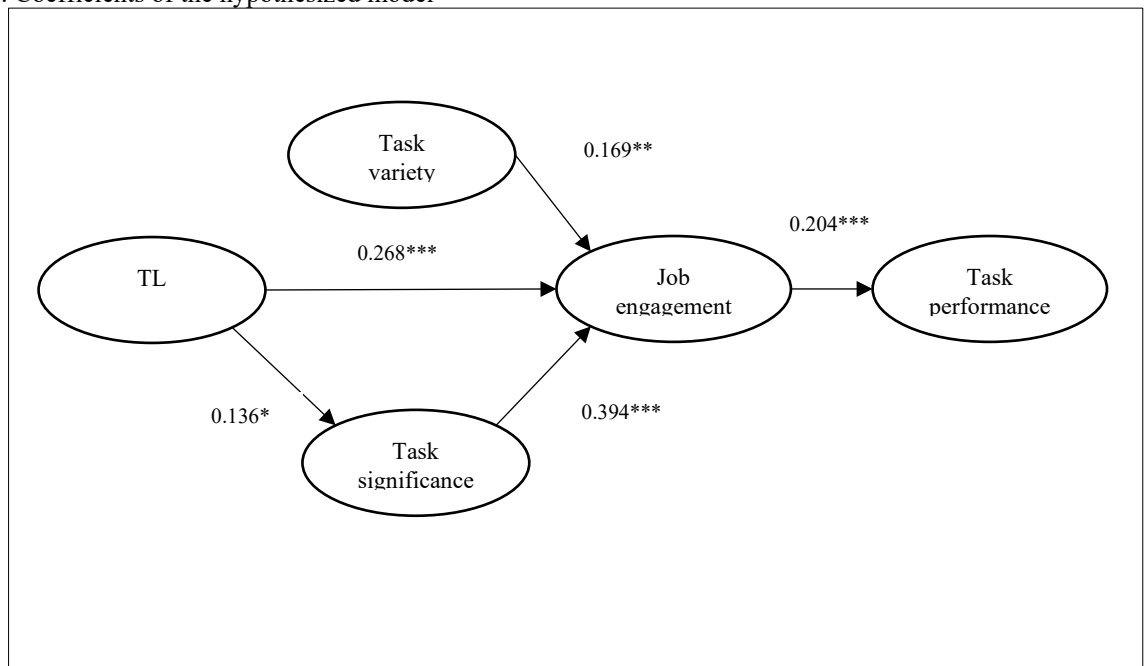 . Coefficients of the hypothesized model
Task
variety
0.169**
0.204***
0.268***
TL
Job
engagement
Task
performance
0.136*
0.394***
Task
significance